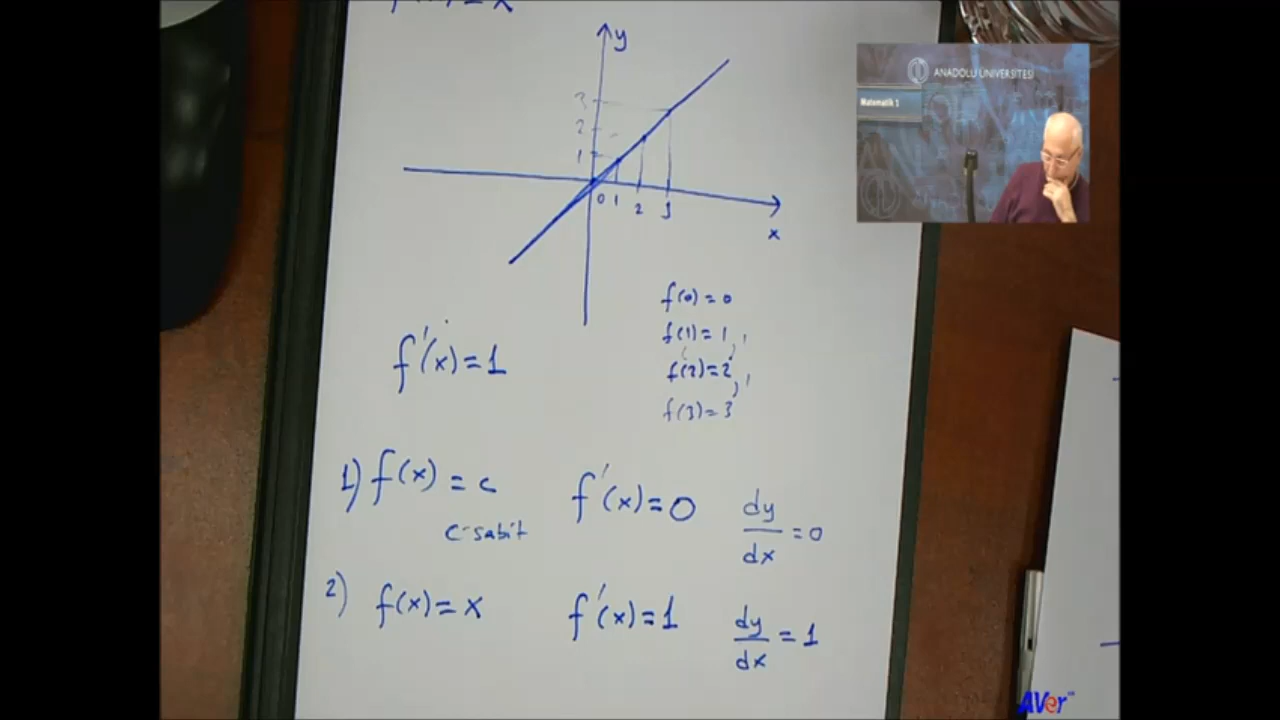 f(x) = x
y
3
2
1
0 1 2 3
x
f(0) = 0
f(1) = 1
f(2) = 2
f(3) = 3
f'(x) = 1
1) f(x) = c f'(x) = 0 dy/dx = 0
c-sabit
2) f(x) = x f'(x) = 1 dy/dx = 1
ANADOLU ÜNİVERSİTESİ
Matematik 1
AVer